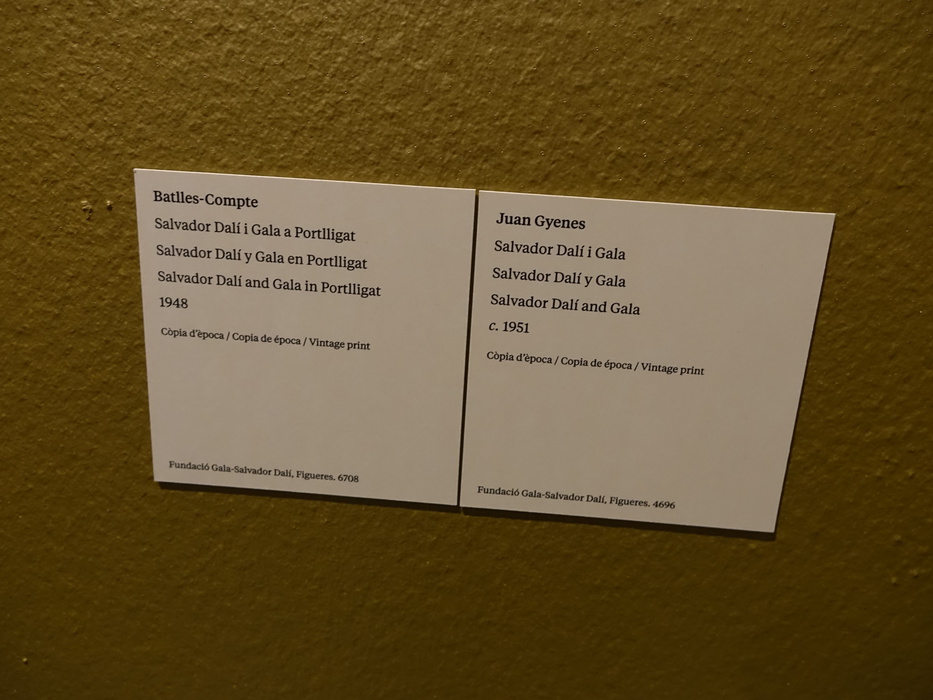 Batlles-Compte
Salvador Dalí i Gala a Portlligat
Salvador Dalí y Gala en Portlligat
Salvador Dalí and Gala in Portlligat
1948
Còpia d'època / Copia de época / Vintage print
Fundació Gala-Salvador Dalí, Figueres. 6708
Juan Gyenes
Salvador Dalí i Gala
Salvador Dalí y Gala
Salvador Dalí and Gala
c. 1951
Còpia d'època / Copia de época / Vintage print
Fundació Gala-Salvador Dalí, Figueres. 4696